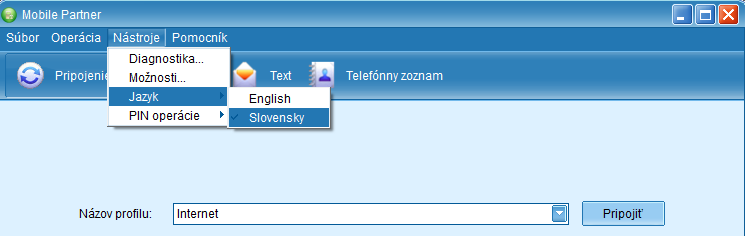 Mobile Partner
Súbor Operácia Nástroje Pomocník
Diagnostika...
Možnosti...
Jazyk
PIN operácie
English
Slovensky
Pripojenie Text Telefónny zoznam
Názov profilu: Internet Pripojiť